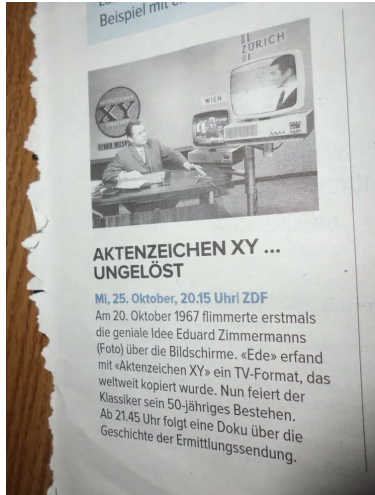 Beispiel mit
ZÜRICH
WIEN
XY
STUDIO
AKTENZEICHEN XY ...
UNGELÖST
Mi, 25. Oktober, 20.15 Uhrl ZDF
Am 20. Oktober 1967 flimmerte erstmals
die geniale Idee Eduard Zimmermanns
(Foto) über die Bildschirme. «Ede» erfand
mit «Aktenzeichen XY» ein TV-Format, das
weltweit kopiert wurde. Nun feiert der
Klassiker sein 50-jähriges Bestehen.
Ab 21.45 Uhr folgt eine Doku über die
Geschichte der Ermittlungssendung.